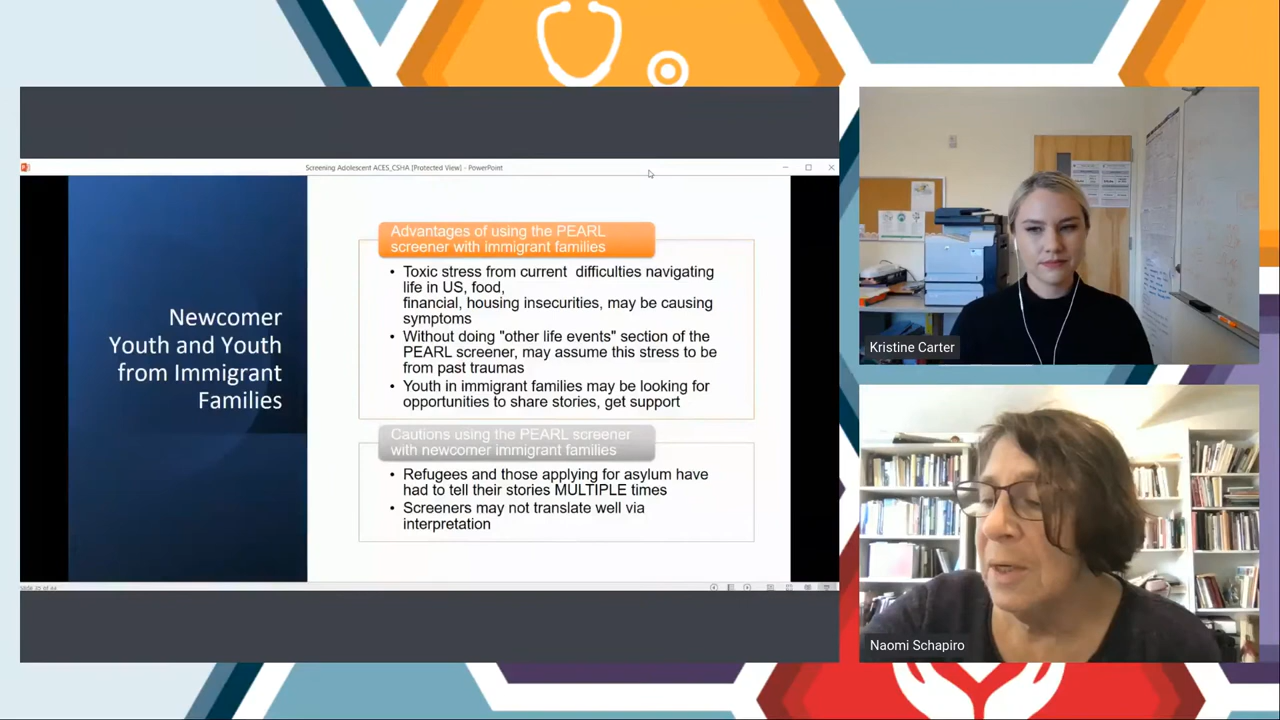 Screening Adolescent ACES_CSHA [Protected View] - PowerPoint
Newcomer
Youth and Youth
from Immigrant
Families
Advantages of using the PEARL
screener with immigrant families
• Toxic stress from current difficulties navigating
life in US, food,
financial, housing insecurities, may be causing
symptoms
• Without doing "other life events" section of the
PEARL screener, may assume this stress to be
from past traumas
• Youth in immigrant families may be looking for
opportunities to share stories, get support
Cautions using the PEARL screener
with newcomer immigrant families
• Refugees and those applying for asylum have
had to tell their stories MULTIPLE times
• Screeners may not translate well via
interpretation
Kristine Carter
Naomi Schapiro